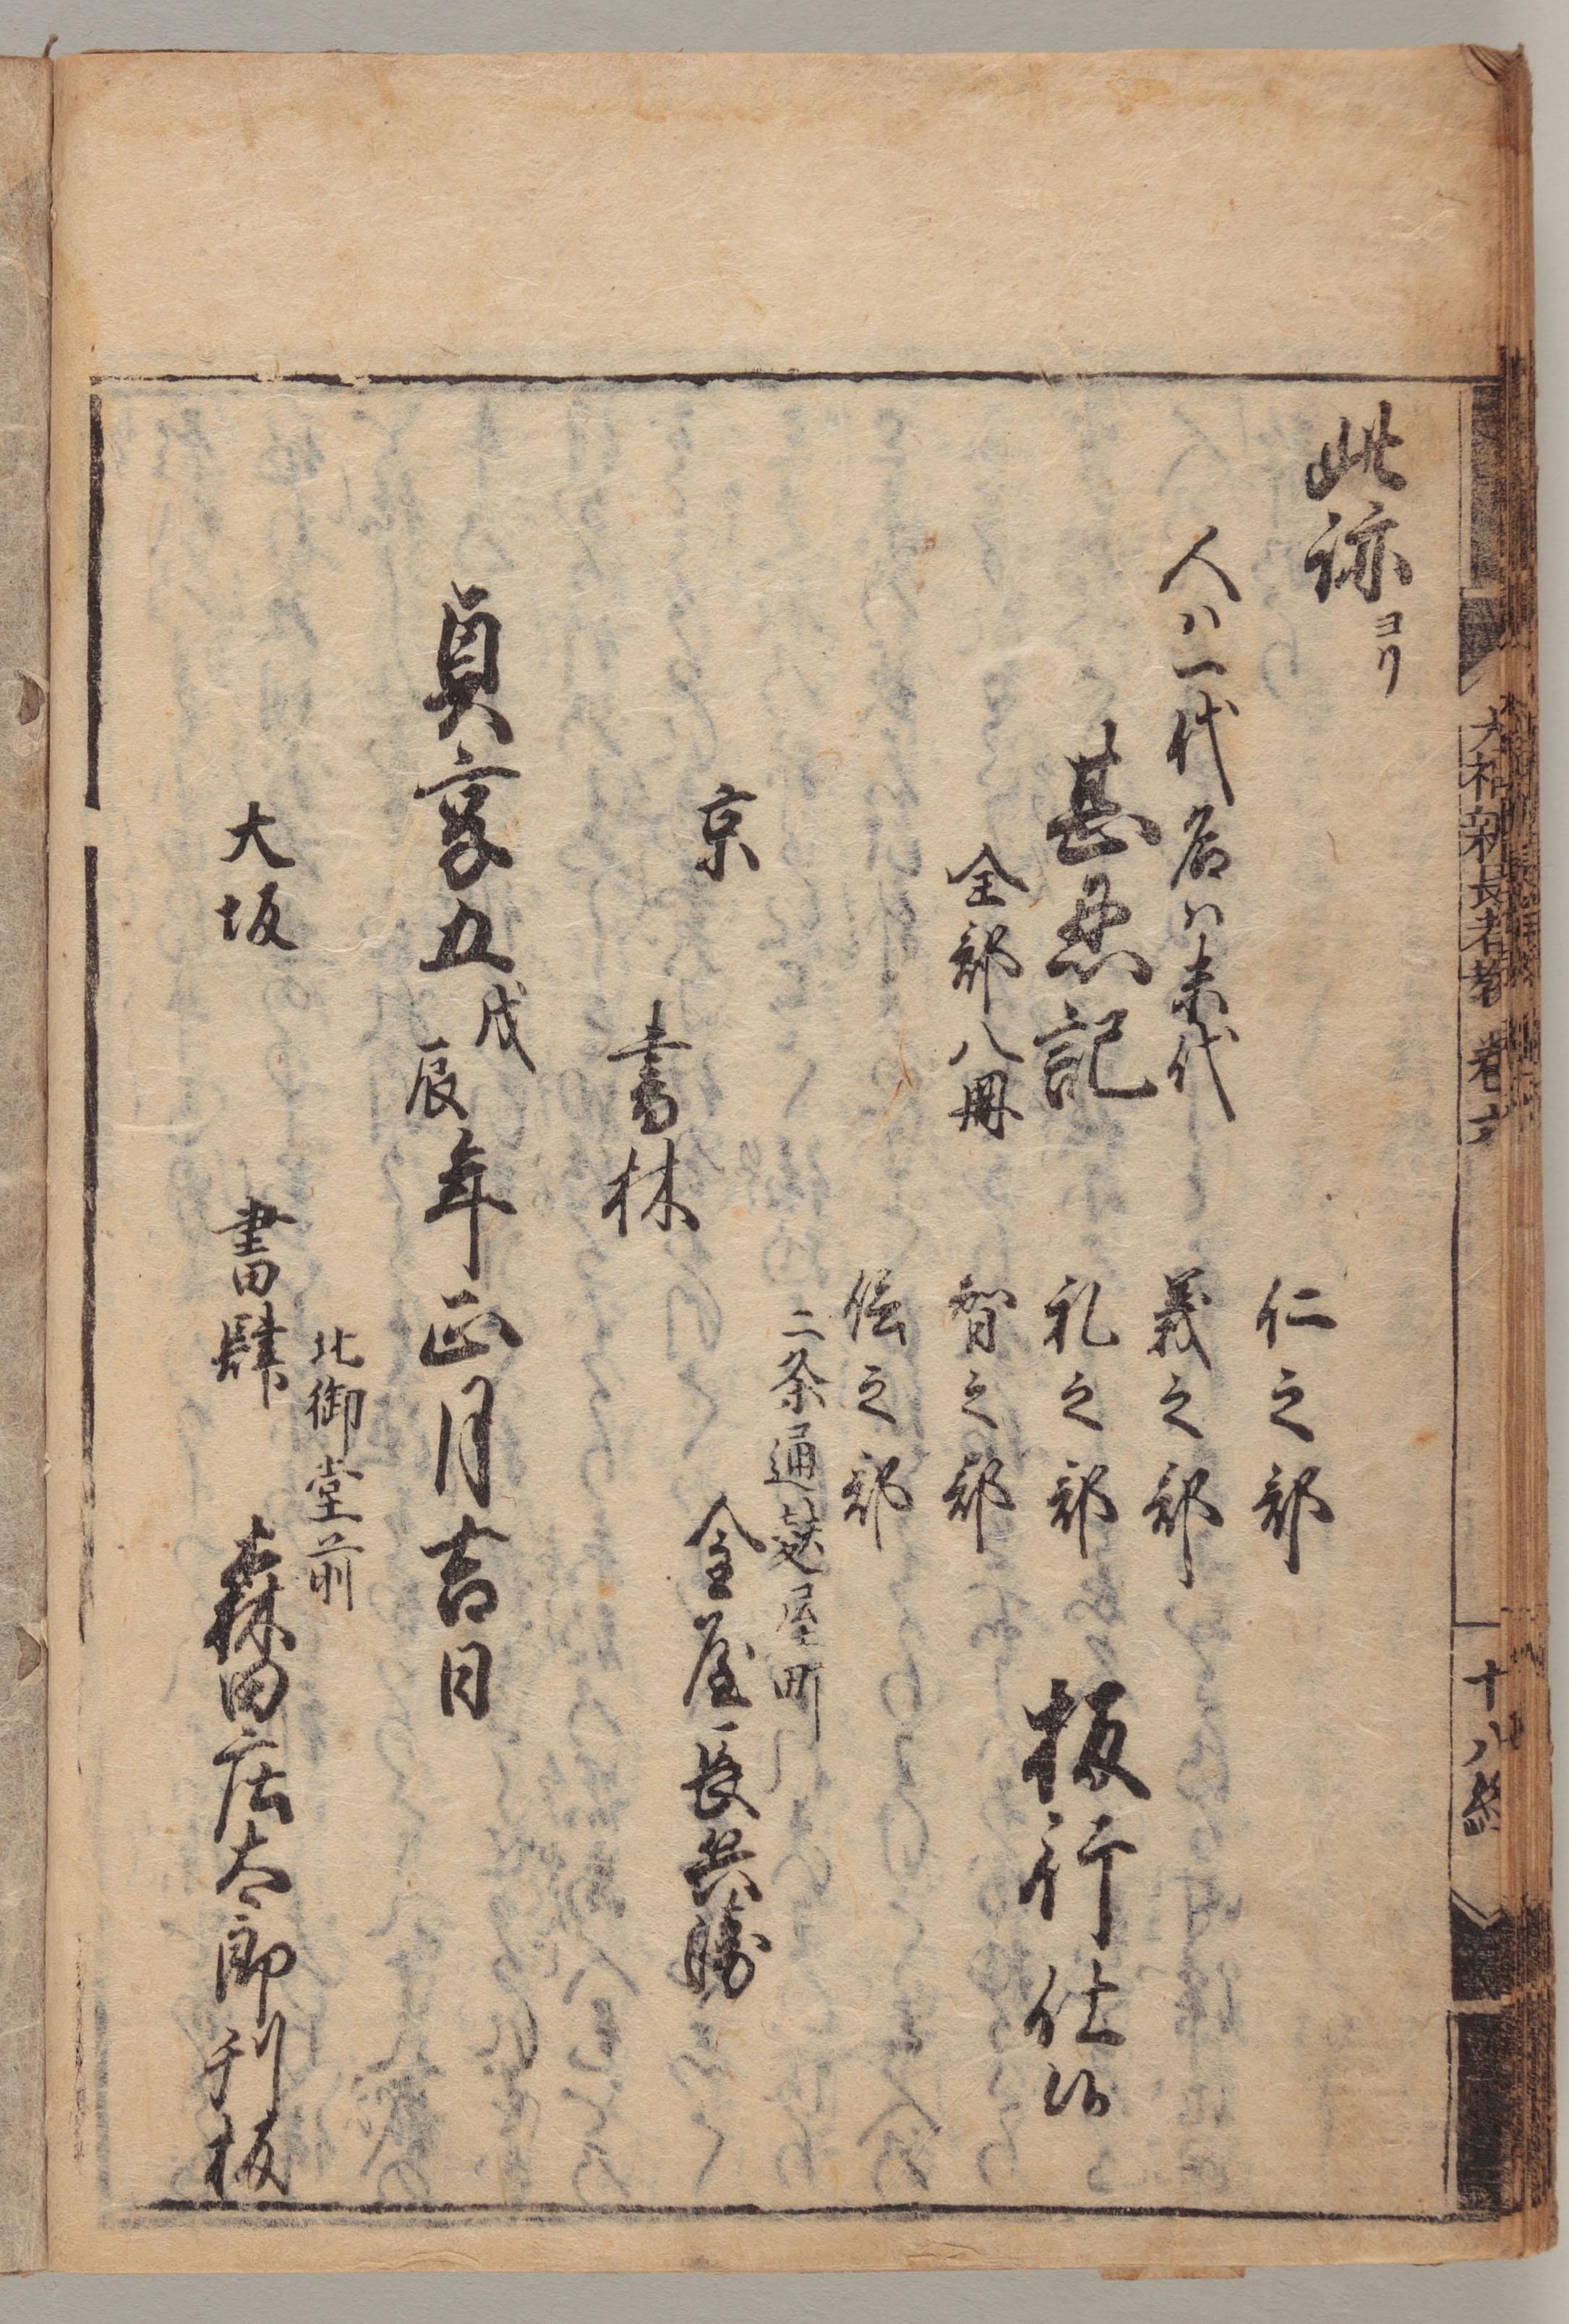 此跡ヨリ
人ハ一代名ハ末代
甚忍記
全部八冊
仁之部
義之部
礼之部
智之部
信之部
板行仕候
京
書林
二条通麩屋町
金屋長兵衛
貞享五戊辰年正月吉日
大坂
書肆
北御堂前
森田庄太郎刊板
大和新長者教 巻六
十八終